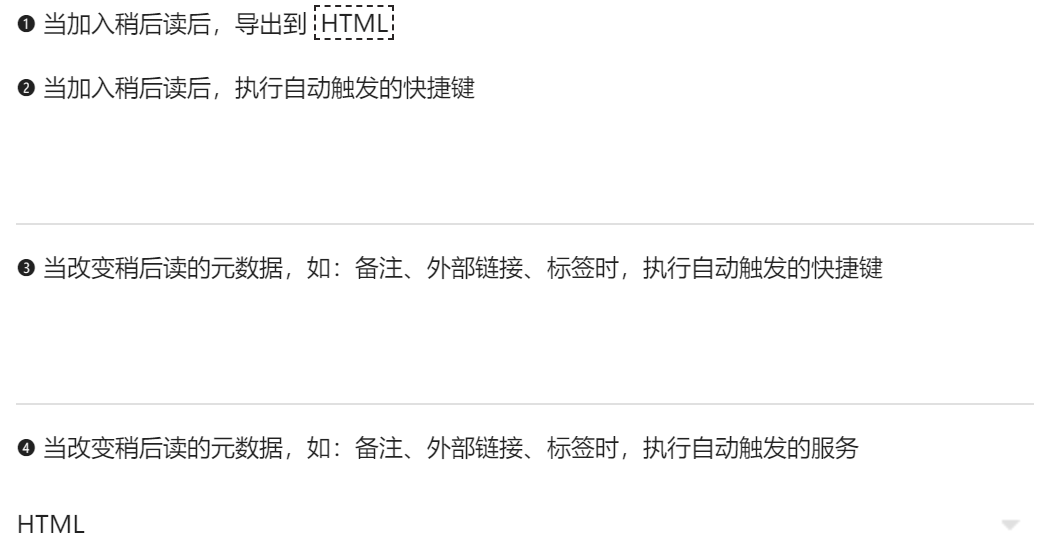 ❶ 当加入稍后读后，导出到 HTML
❷ 当加入稍后读后，执行自动触发的快捷键
❸ 当改变稍后读的元数据，如：备注、外部链接、标签时，执行自动触发的快捷键
❹ 当改变稍后读的元数据，如：备注、外部链接、标签时，执行自动触发的服务
HTML